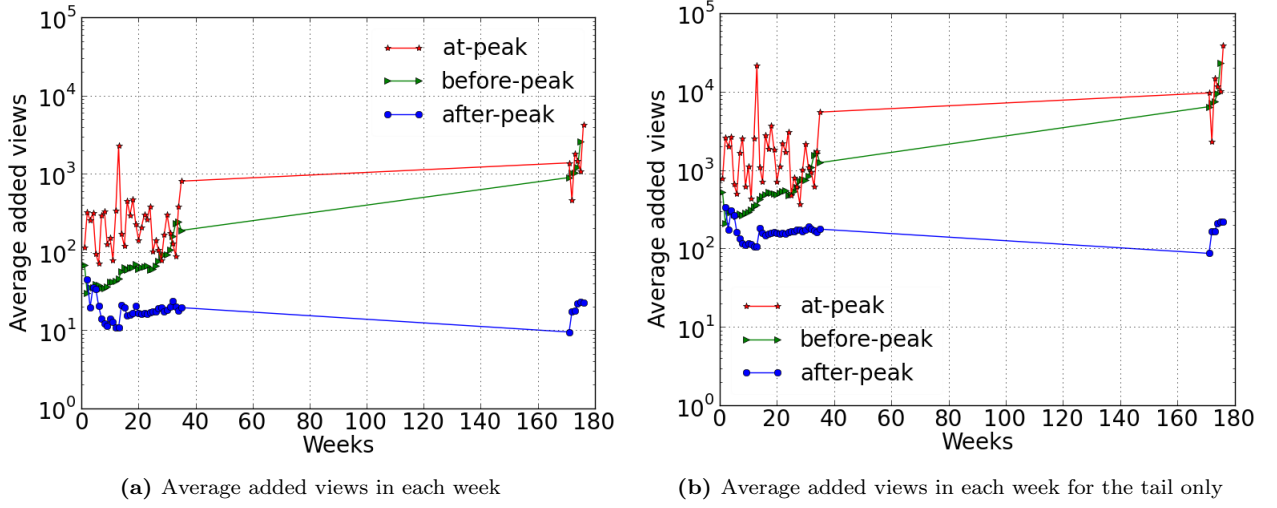 10^5
10^4
10^3
10^2
10^1
10^0
Average added views
at-peak
before-peak
after-peak
0 20 40 60 80 100 120 140 160 180
Weeks
(a) Average added views in each week
10^5
10^4
10^3
10^2
10^1
10^0
Average added views
at-peak
before-peak
after-peak
0 20 40 60 80 100 120 140 160 180
Weeks
(b) Average added views in each week for the tail only